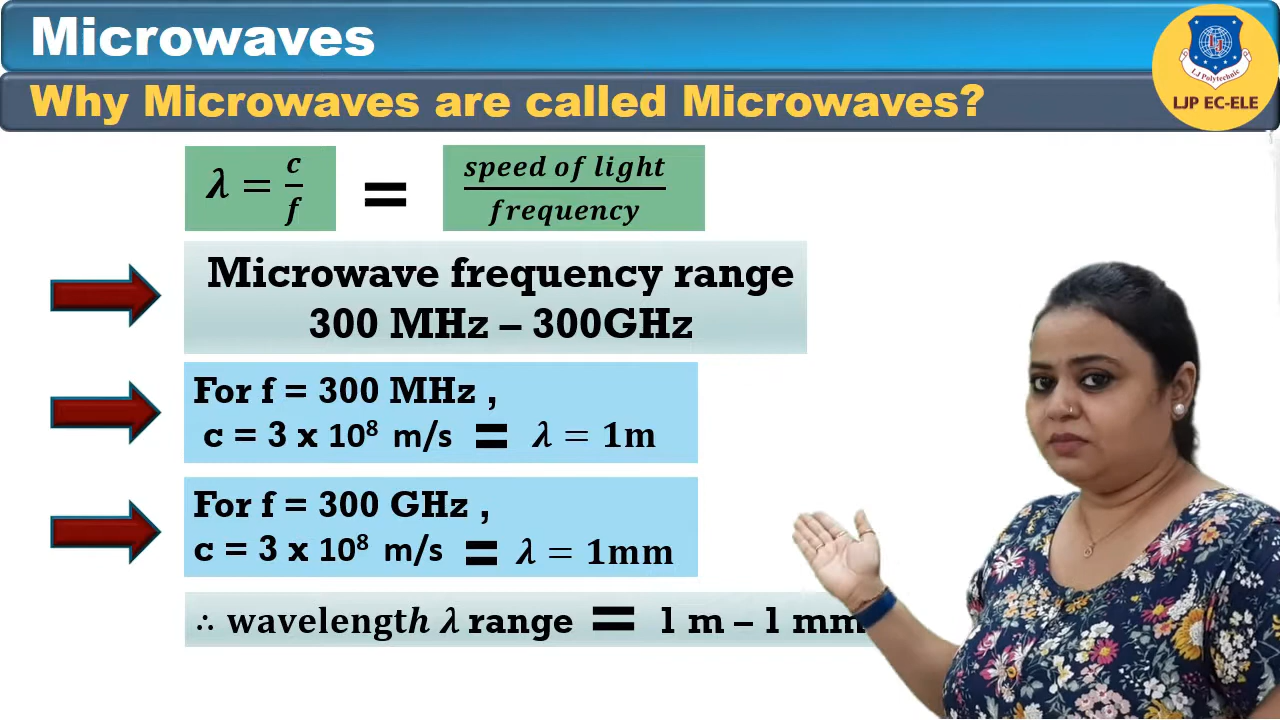 Microwaves
Why Microwaves are called Microwaves?
L.J Polytechnic
LJP EC-ELE
λ = c/f = speed of light/frequency
Microwave frequency range
300 MHz – 300GHz
For f = 300 MHz ,
c = 3 x 10⁸ m/s = λ = 1m
For f = 300 GHz ,
c = 3 x 10⁸ m/s = λ = 1mm
∴ wavelength λ range = 1 m – 1 mm